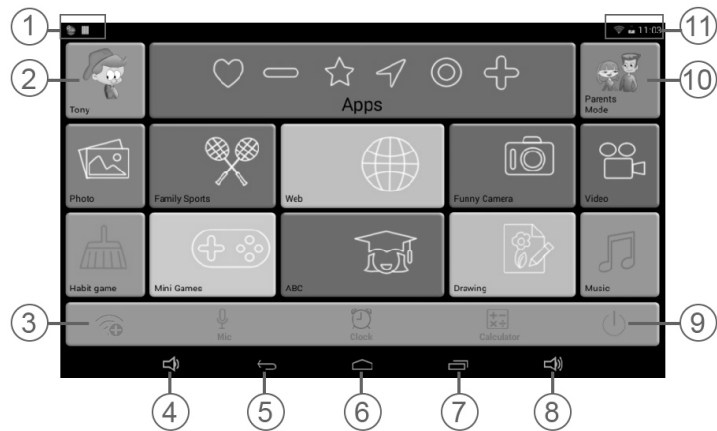 1
11
11:03
2
Tony
Apps
Parents
Mode
10
Photo
Family Sports
Web
Funny Camera
Video
Habit game
Mini Games
ABC
Drawing
Music
3
Mic
Clock
Calculator
9
4
5
6
7
8